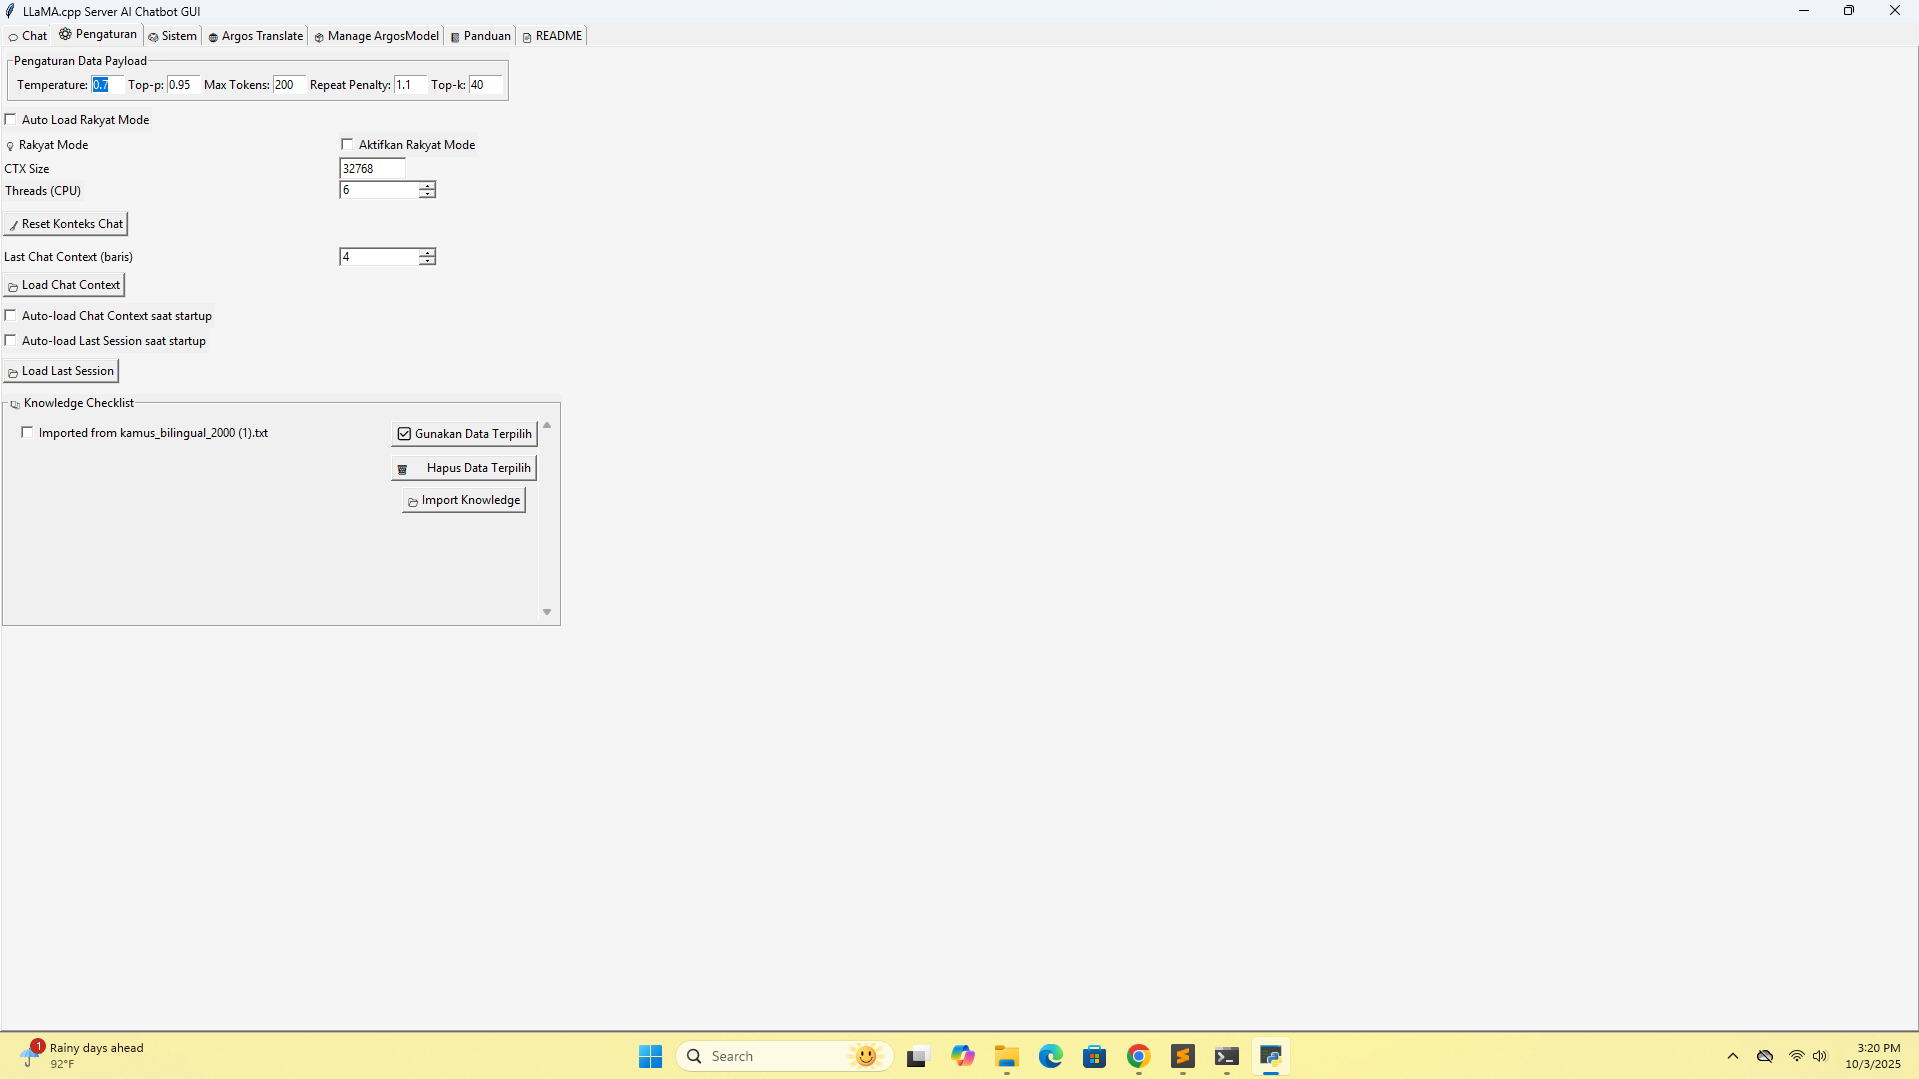 LLaMA.cpp Server AI Chatbot GUI
Chat Pengaturan Sistem Argos Translate Manage ArgosModel Panduan README
Pengaturan Data Payload
Temperature: 0.7 Top-p: 0.95 Max Tokens: 200 Repeat Penalty: 1.1 Top-k: 40
Auto Load Rakyat Mode
Rakyat Mode Aktifkan Rakyat Mode
CTX Size 32768
Threads (CPU) 6
Reset Konteks Chat
Last Chat Context (baris) 4
Load Chat Context
Auto-load Chat Context saat startup
Auto-load Last Session saat startup
Load Last Session
Knowledge Checklist
Imported from kamus_bilingual_2000 (1).txt Gunakan Data Terpilih
Hapus Data Terpilih
Import Knowledge
1 Rainy days ahead
92°F
Search
3:20 PM
10/3/2025